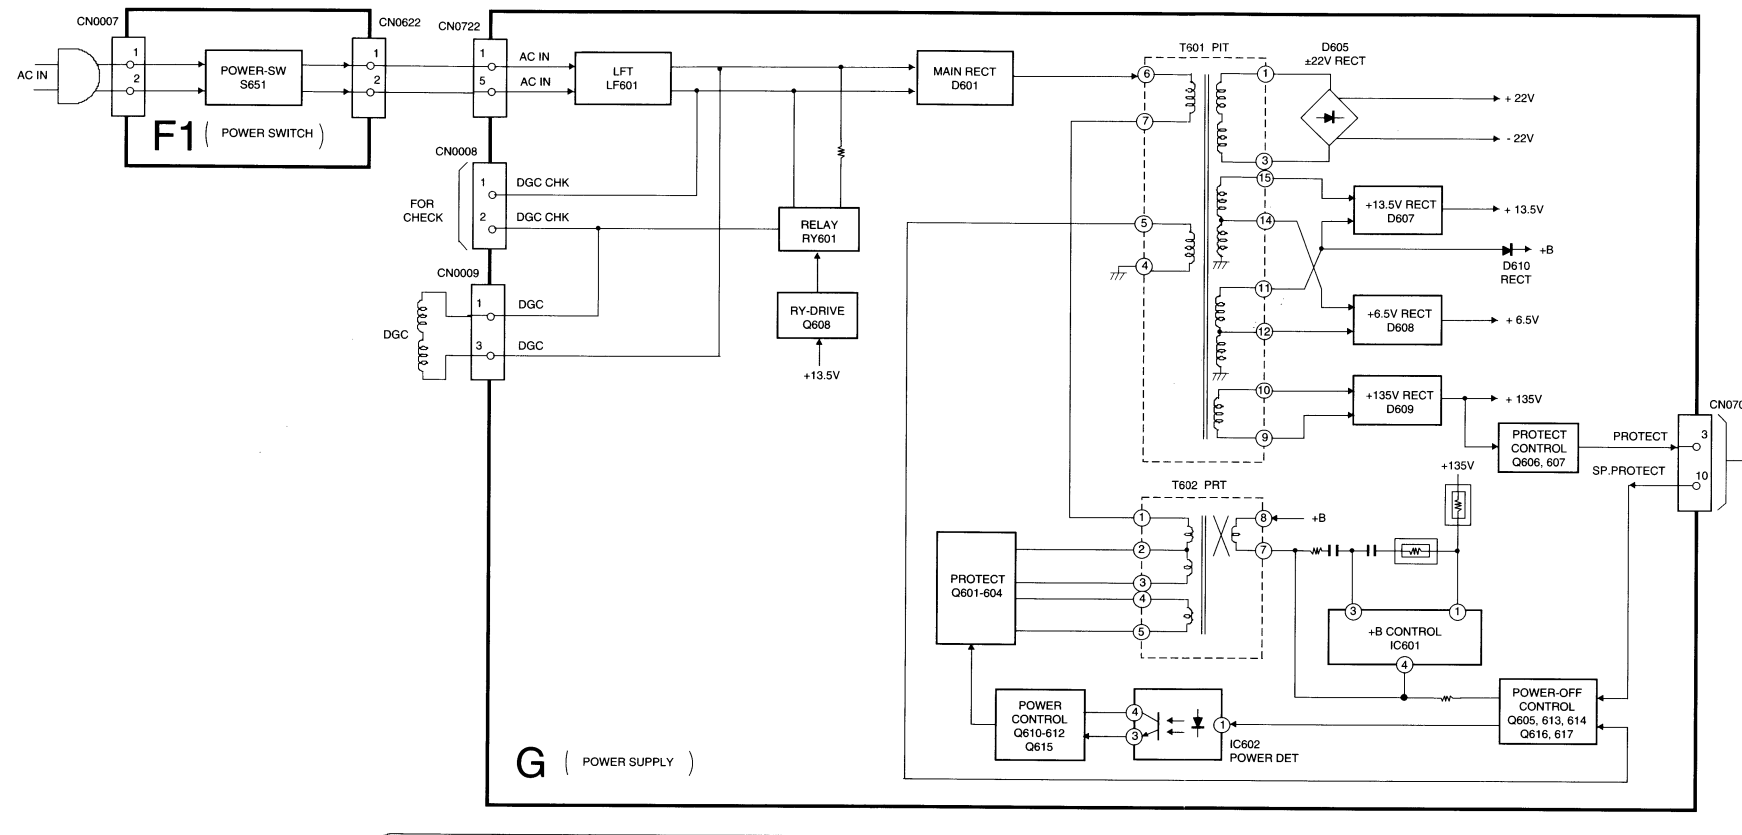 CN0007
CN0622
CN0722
AC IN
1
2
POWER-SW
S651
1
2
F1 ( POWER SWITCH )
1
5
AC IN
AC IN
LFT
LF601
MAIN RECT
D601
CN0008
FOR
CHECK
1
2
DGC CHK
DGC CHK
RELAY
RY601
CN0009
DGC
1
3
DGC
DGC
RY-DRIVE
Q608
+13.5V
T601 PIT
6
7
5
4
1
3
15
14
11
12
10
9
D605
±22V RECT
+ 22V
- 22V
+13.5V RECT
D607
+ 13.5V
+B
D610
RECT
+6.5V RECT
D608
+ 6.5V
+135V RECT
D609
+ 135V
PROTECT
CONTROL
Q606, 607
PROTECT
SP.PROTECT
CN070
3
10
T602 PRT
1
2
3
4
5
8
7
+B
+135V
PROTECT
Q601-604
3
1
+B CONTROL
IC601
4
POWER
CONTROL
Q610-612
Q615
4
3
1
IC602
POWER DET
POWER-OFF
CONTROL
Q605, 613, 614
Q616, 617
G ( POWER SUPPLY )